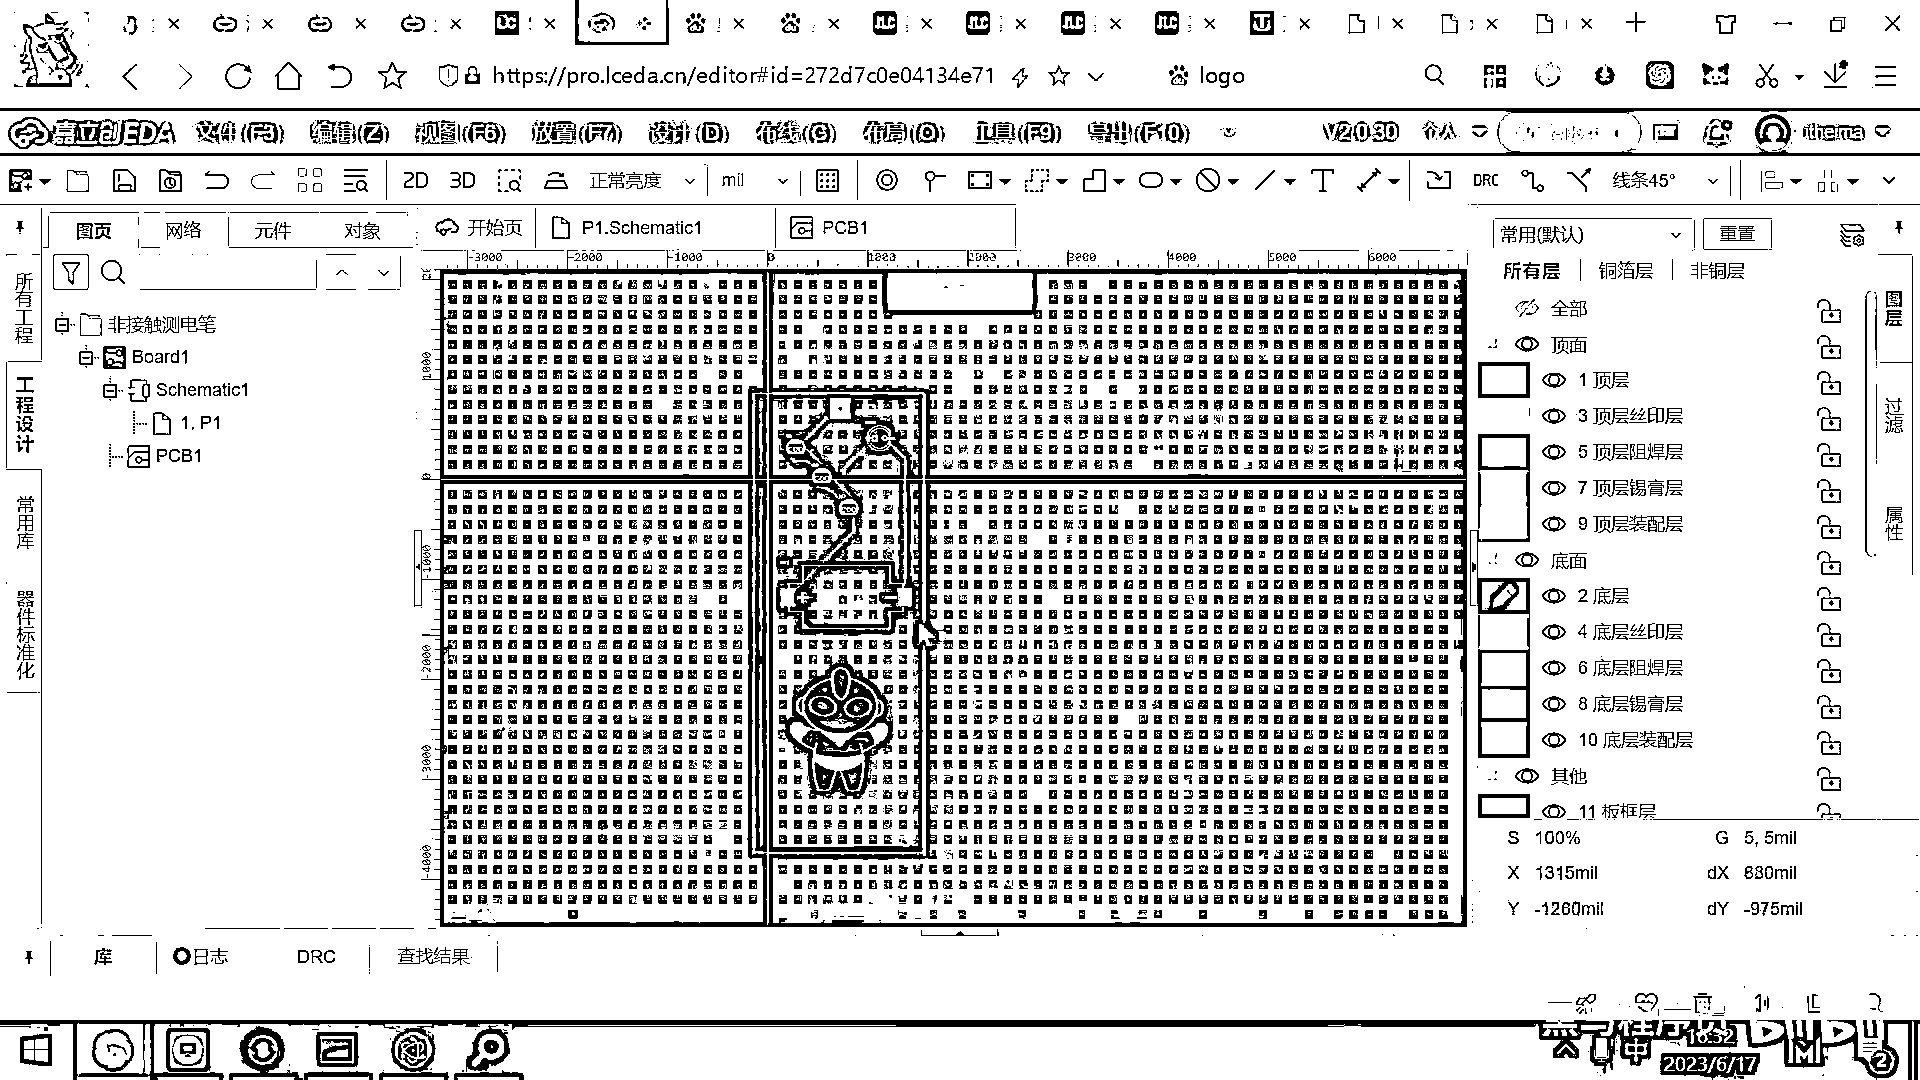 https://pro.lceda.cn/editor#id=272d7c0e04134e71
logo
嘉立创EDA 文件(F3) 编辑(Z) 视图(F6) 放置(F7) 设计(D) 布线(G) 布局(O) 工具(F9) 导出(F10) V2.0.30 个人 itheima
2D 3D 正常亮度 mil DRC 线条45°
图页 网络 元件 对象
开始页 P1.Schematic1 PCB1
常用(默认) 重置
所有层 铜箔层 非铜层
全部
顶面
1 顶层
3 顶层丝印层
5 顶层阻焊层
7 顶层锡膏层
9 顶层装配层
底面
2 底层
4 底层丝印层
6 底层阻焊层
8 底层锡膏层
10 底层装配层
其他
11 板框层
图层
过滤
属性
所有工程
工程设计
常用库
器件标准化
非接触测电笔
Board1
Schematic1
1. P1
PCB1
-3000 -2000 -1000 0 1000 2000 3000 4000 5000 6000
1000
0
-1000
-2000
-3000
-4000
S 100% G 5, 5mil
X 1315mil dX 680mil
Y -1260mil dY -975mil
库 日志 DRC 查找结果
中
16:52
2023/6/17
2